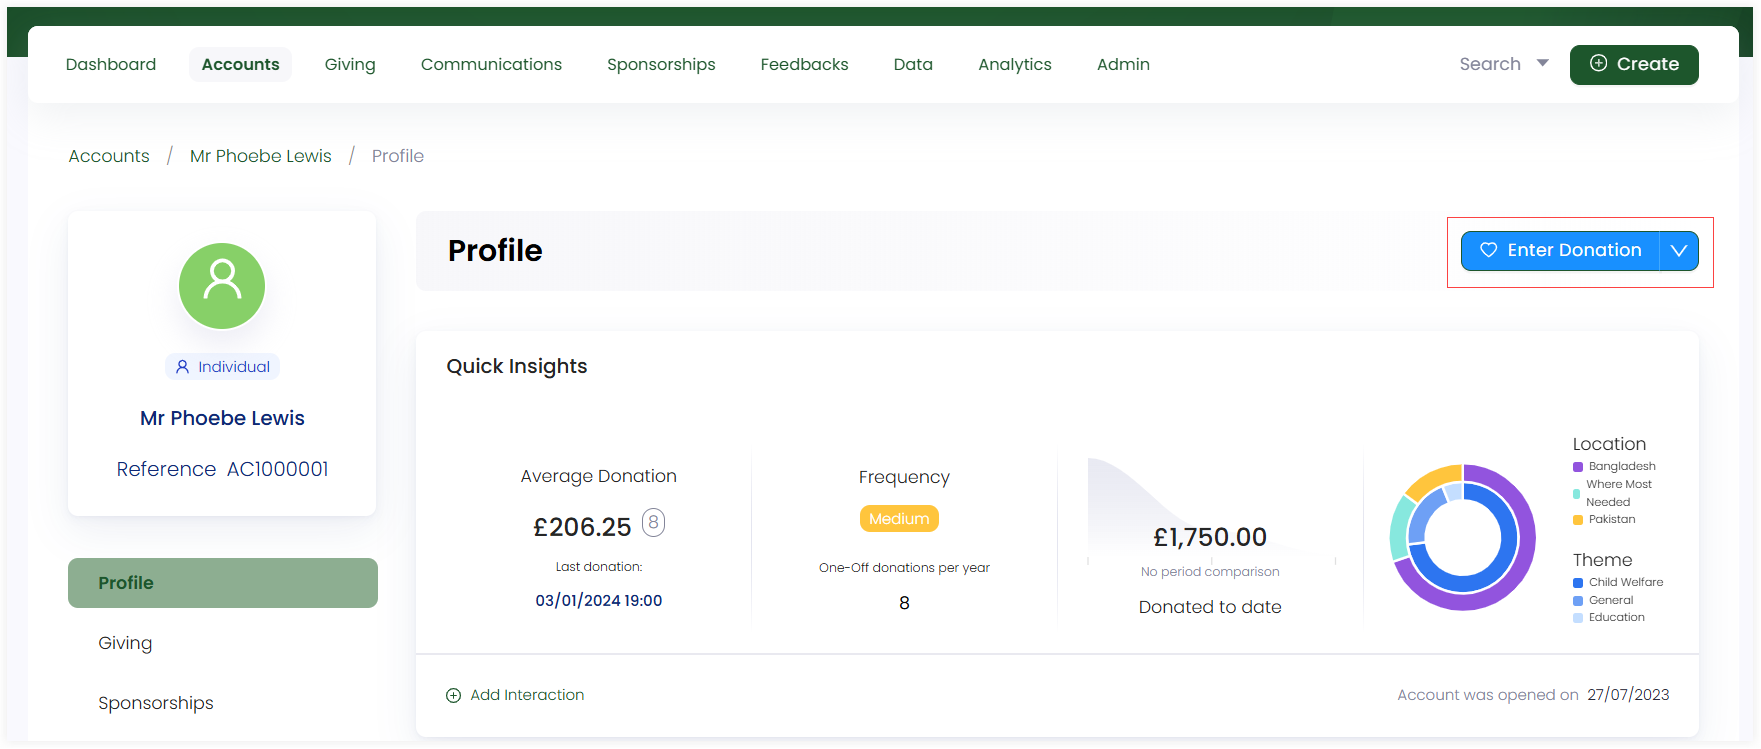 Dashboard Accounts Giving Communications Sponsorships Feedbacks Data Analytics Admin Search Create
Accounts / Mr Phoebe Lewis / Profile
Individual
Mr Phoebe Lewis
Reference AC1000001
Profile
Giving
Sponsorships
Profile
Enter Donation
Quick Insights
Average Donation
£206.25 8
Last donation:
03/01/2024 19:00
Frequency
Medium
One-Off donations per year
8
£1,750.00
No period comparison
Donated to date
Location
Bangladesh
Where Most
Needed
Pakistan
Theme
Child Welfare
General
Education
Add Interaction
Account was opened on 27/07/2023